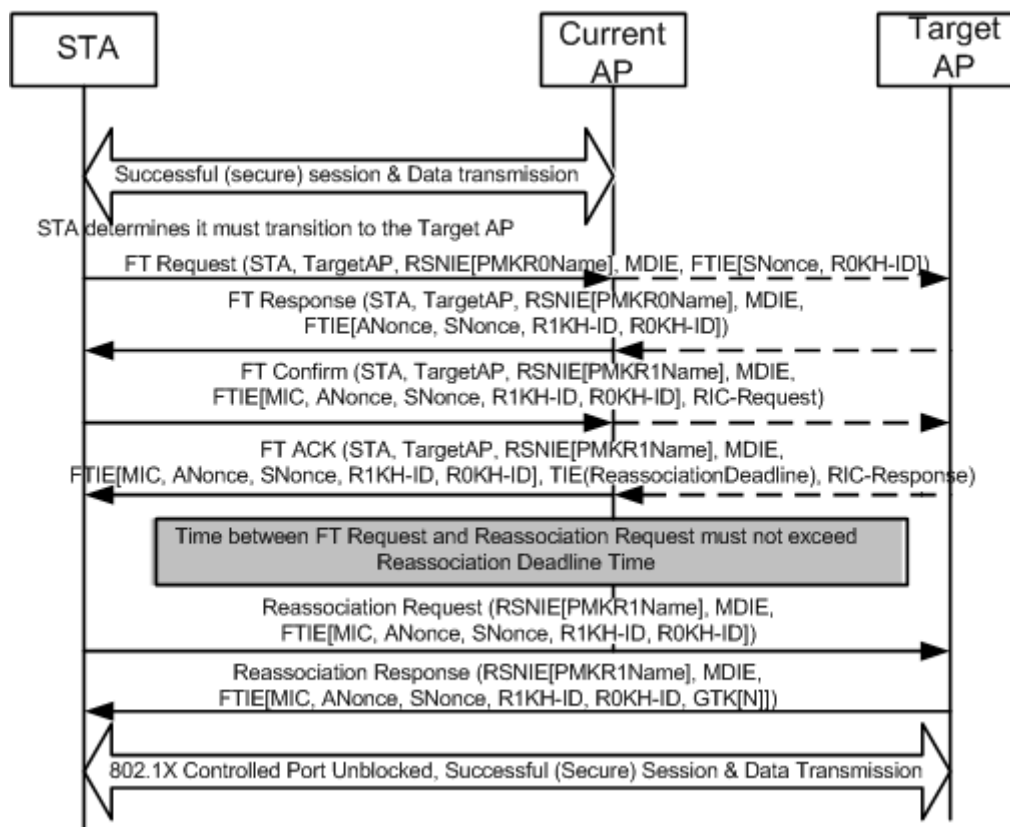 STA
Current
AP
Target
AP
Successful (secure) session & Data transmission
STA determines it must transition to the Target AP
FT Request (STA, TargetAP, RSNIE[PMKR0Name], MDIE, FTIE[SNonce, R0KH-ID])
FT Response (STA, TargetAP, RSNIE[PMKR0Name], MDIE,
FTIE[ANonce, SNonce, R1KH-ID, R0KH-ID])
FT Confirm (STA, TargetAP, RSNIE[PMKR1Name], MDIE,
FTIE[MIC, ANonce, SNonce, R1KH-ID, R0KH-ID], RIC-Request)
FT ACK (STA, TargetAP, RSNIE[PMKR1Name], MDIE,
FTIE[MIC, ANonce, SNonce, R1KH-ID, R0KH-ID], TIE(ReassociationDeadline), RIC-Response)
Time between FT Request and Reassociation Request must not exceed
Reassociation Deadline Time
Reassociation Request (RSNIE[PMKR1Name], MDIE,
FTIE[MIC, ANonce, SNonce, R1KH-ID, R0KH-ID])
Reassociation Response (RSNIE[PMKR1Name], MDIE,
FTIE[MIC, ANonce, SNonce, R1KH-ID, R0KH-ID, GTK[N]])
802.1X Controlled Port Unblocked, Successful (Secure) Session & Data Transmission